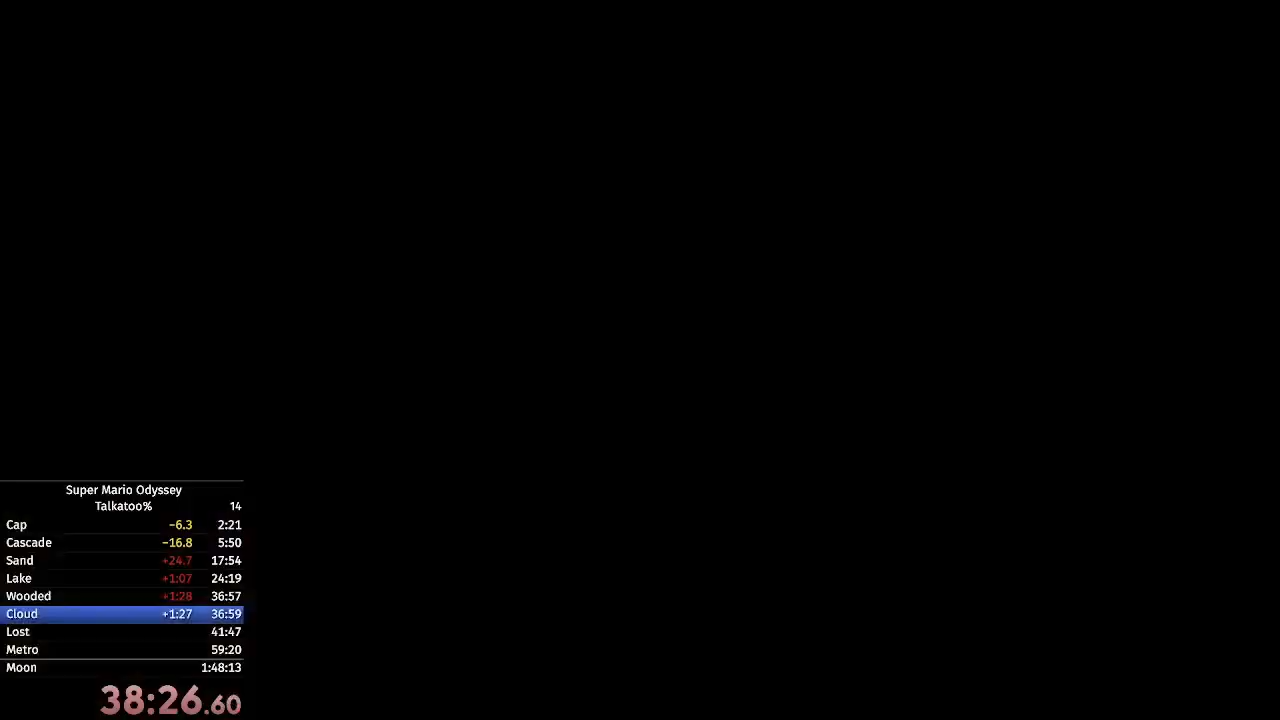 Super Mario Odyssey
Talkatoo% 14
Cap −6.3 2:21
Cascade −16.8 5:50
Sand +24.7 17:54
Lake +1:07 24:19
Wooded +1:28 36:57
Cloud +1:27 36:59
Lost 41:47
Metro 59:20
Moon 1:48:13
38:26.60